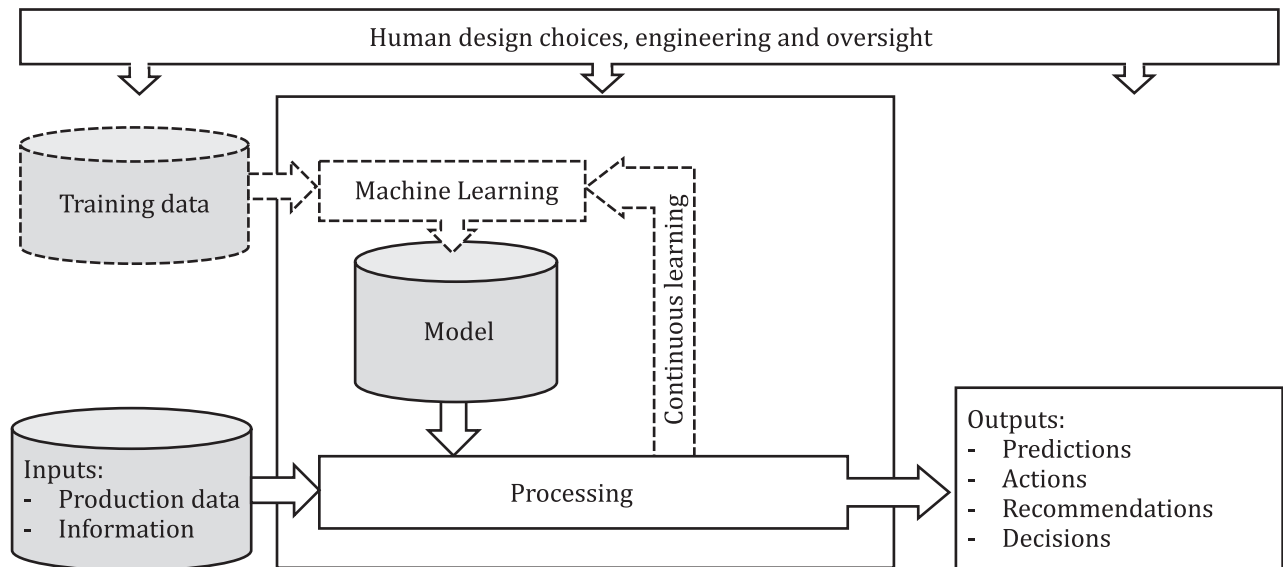 Human design choices, engineering and oversight
Training data
Machine Learning
Continuous learning
Model
Inputs:
- Production data
- Information
Processing
Outputs:
- Predictions
- Actions
- Recommendations
- Decisions